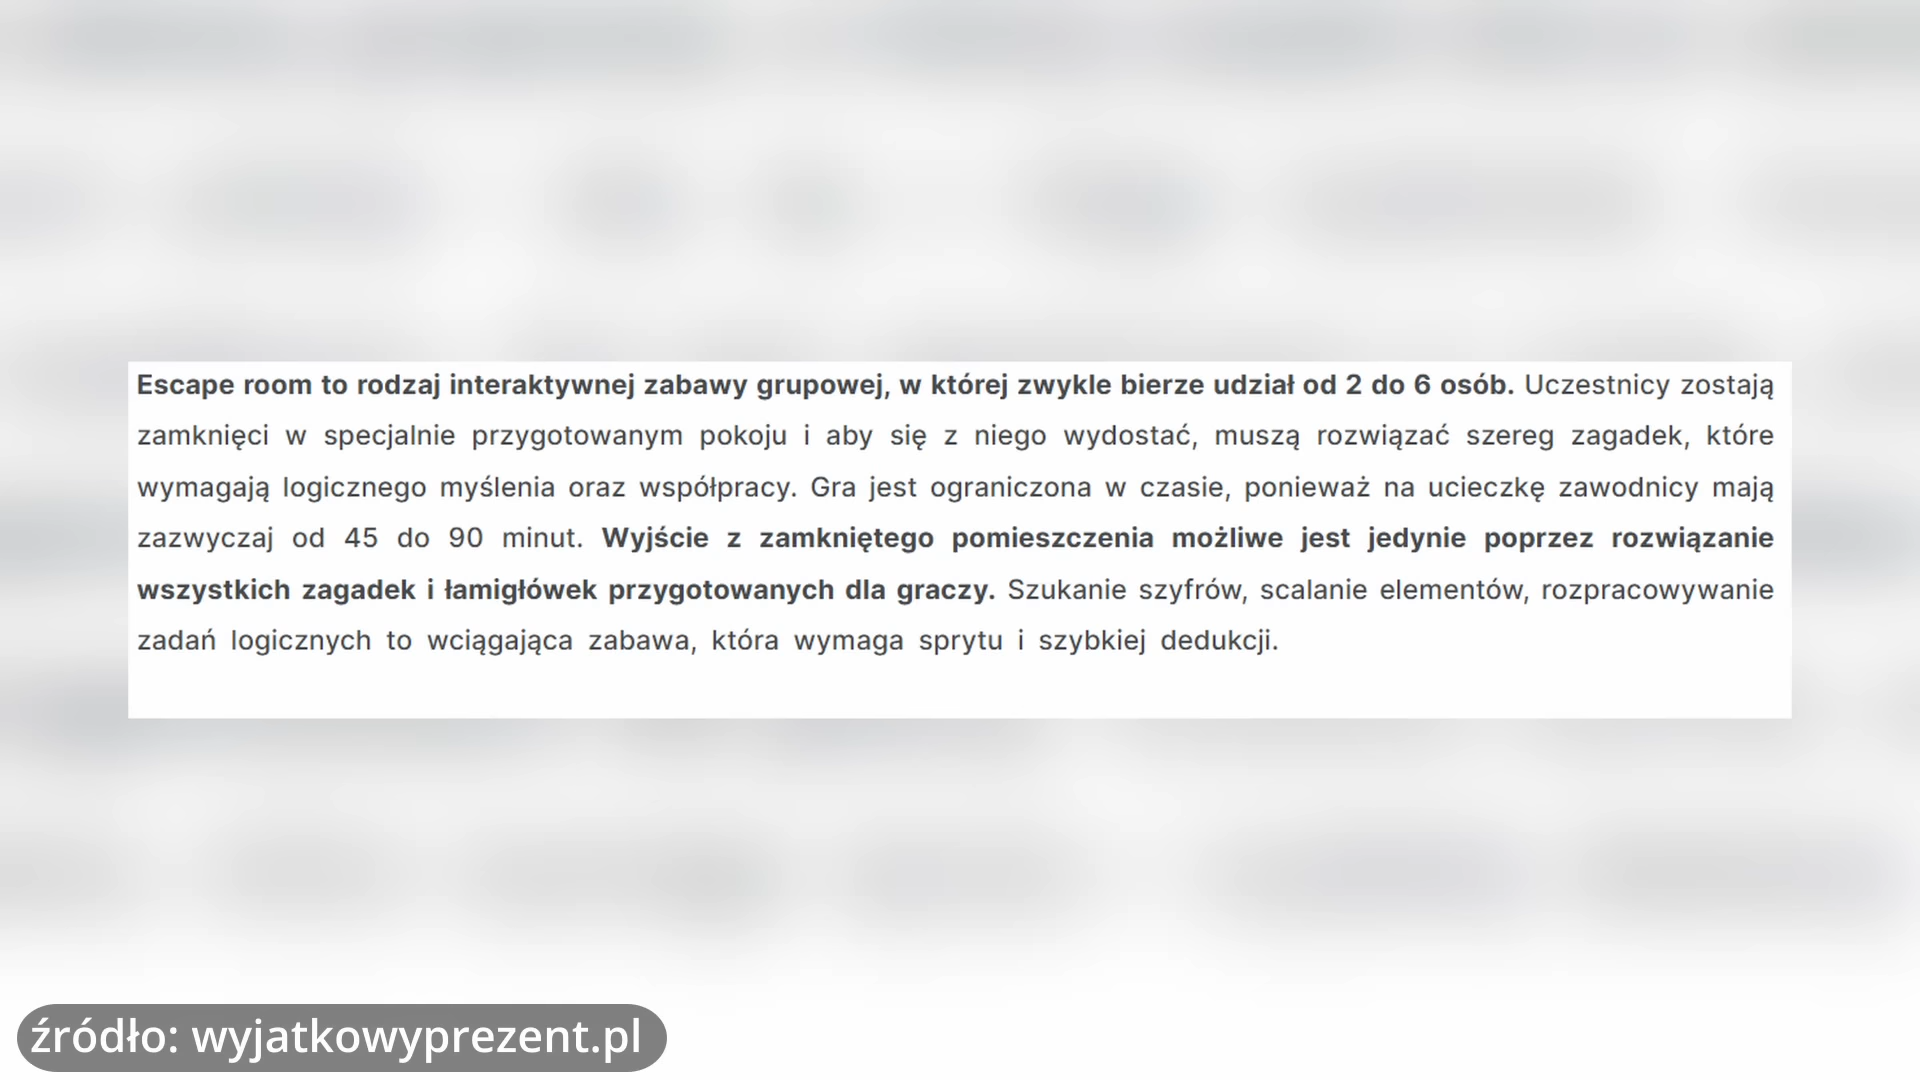 Escape room to rodzaj interaktywnej zabawy grupowej, w której zwykle bierze udział od 2 do 6 osób. Uczestnicy zostają
zamknięci w specjalnie przygotowanym pokoju i aby się z niego wydostać, muszą rozwiązać szereg zagadek, które
wymagają logicznego myślenia oraz współpracy. Gra jest ograniczona w czasie, ponieważ na ucieczkę zawodnicy mają
zazwyczaj od 45 do 90 minut. Wyjście z zamkniętego pomieszczenia możliwe jest jedynie poprzez rozwiązanie
wszystkich zagadek i łamigłówek przygotowanych dla graczy. Szukanie szyfrów, scalanie elementów, rozpracowywanie
zadań logicznych to wciągająca zabawa, która wymaga sprytu i szybkiej dedukcji.
źródło: wyjatkowyprezent.pl